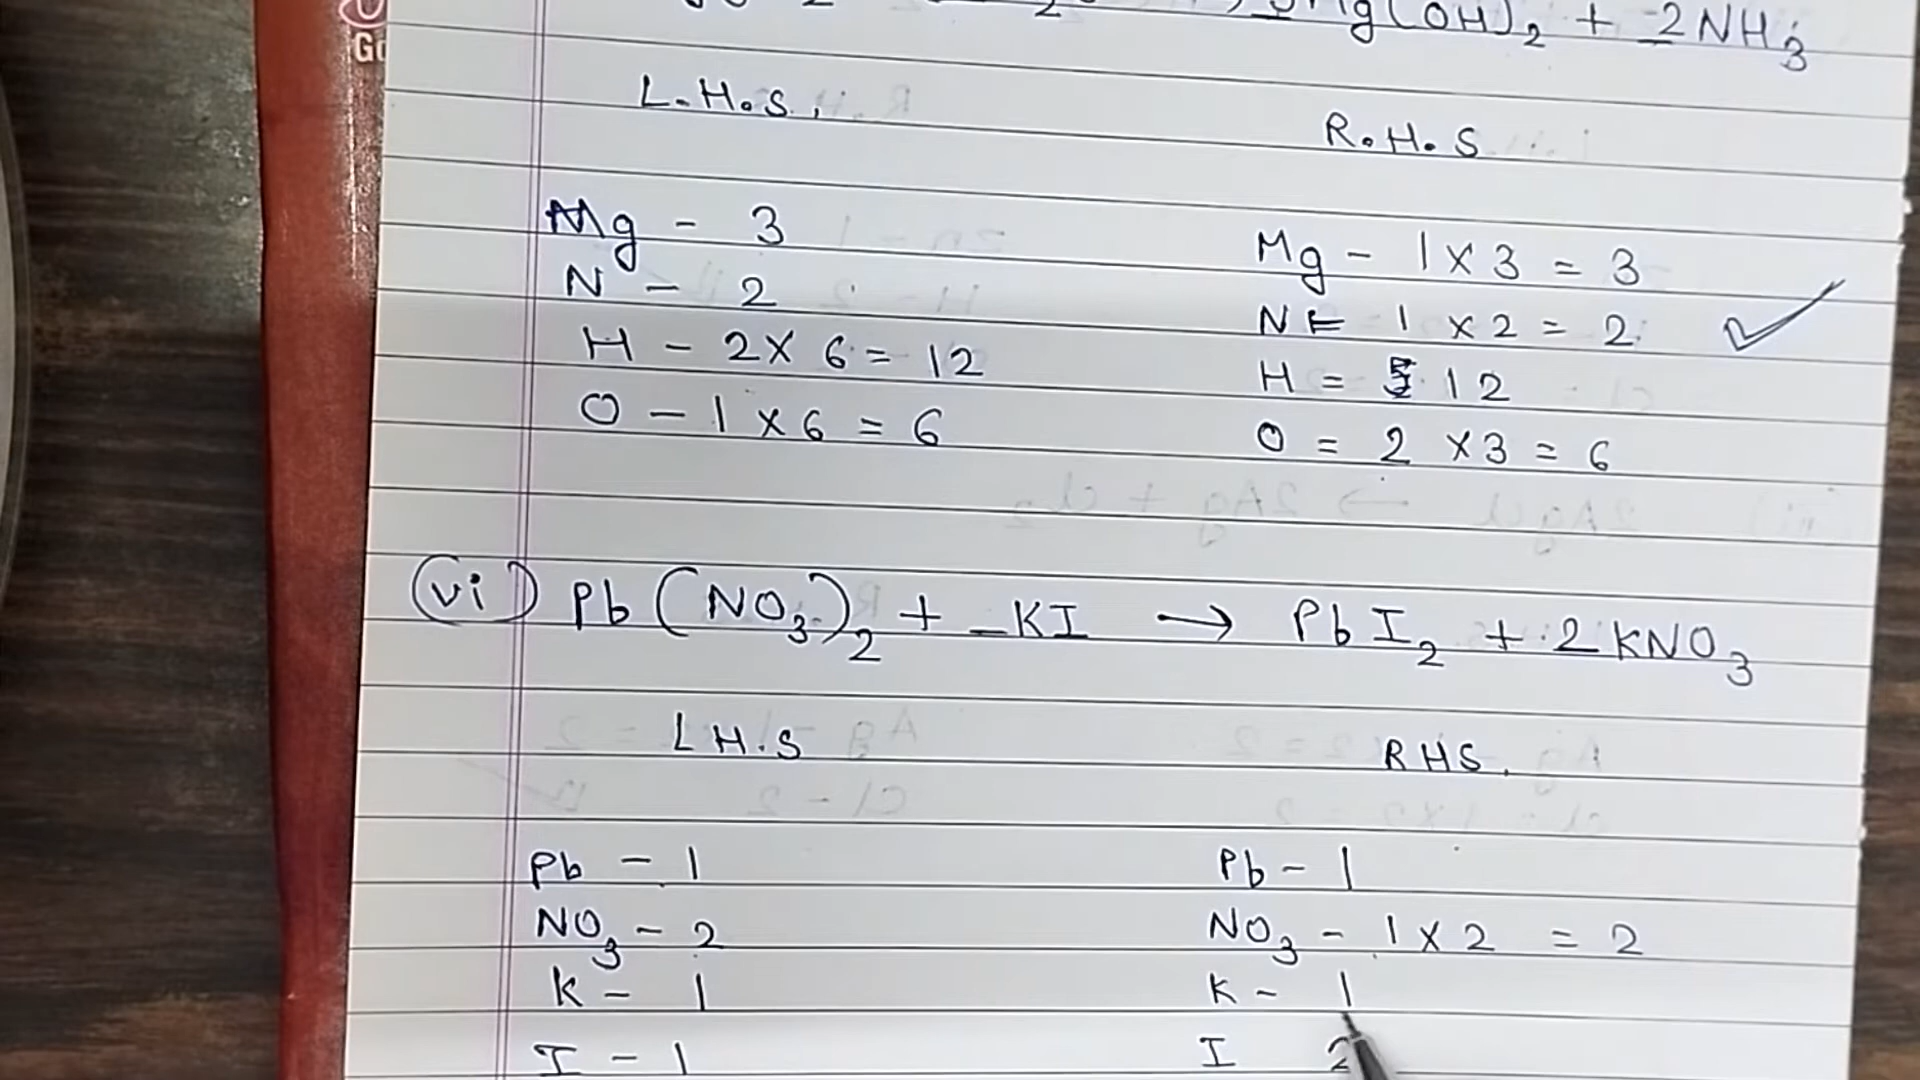 Mg(OH)₂ + 2NH₃
L.H.S. R.H.S
Mg - 3 Mg - 1 x 3 = 3
N - 2 N = 1 x 2 = 2 ✓
H - 2 x 6 = 12 H = 12
O - 1 x 6 = 6 O = 2 x 3 = 6
(vi) Pb(NO₃)₂ + _KI → PbI₂ + 2KNO₃
LH.S RHS.
Pb - 1 Pb - 1
NO₃ - 2 NO₃ - 1 x 2 = 2
K - 1 K - 1
I - 1 I 2